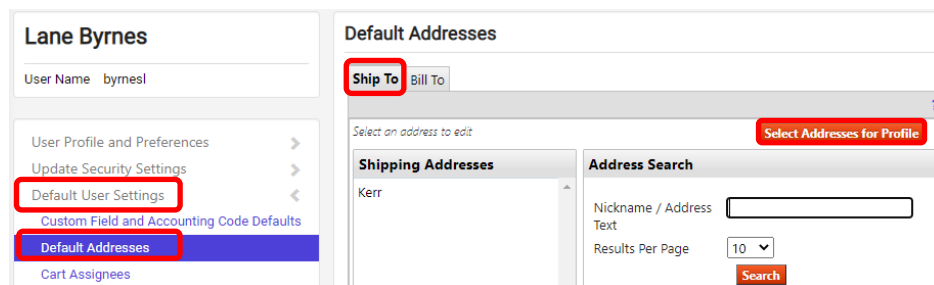 Lane Byrnes
User Name byrnesl
User Profile and Preferences
Update Security Settings
Default User Settings
Custom Field and Accounting Code Defaults
Default Addresses
Cart Assignees
Default Addresses
Ship To Bill To
Select an address to edit
Select Addresses for Profile
Shipping Addresses
Kerr
Address Search
Nickname / Address
Text
Results Per Page 10
Search